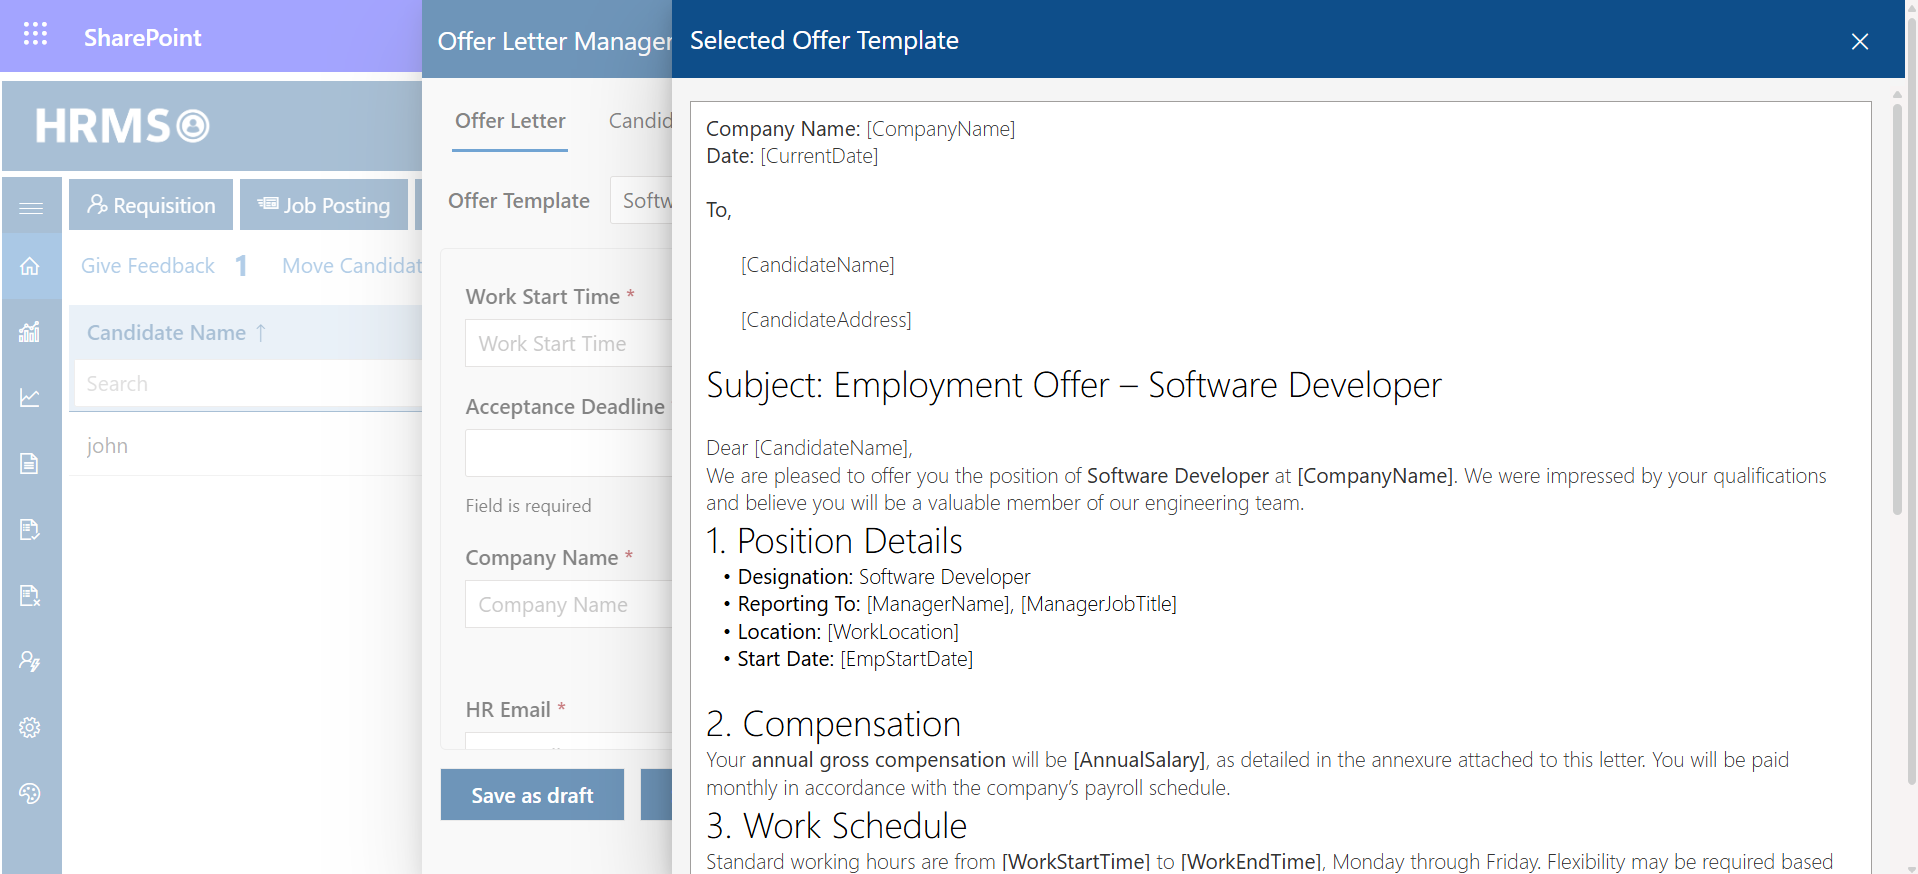 SharePoint
HRMS
Requisition
Job Posting
Give Feedback 1 Move Candidat
Candidate Name ↑
Search
john
Offer Letter Manager
Offer Letter
Candid
Offer Template
Softw
Work Start Time *
Work Start Time
Acceptance Deadline
Field is required
Company Name *
Company Name
HR Email *
Save as draft
Selected Offer Template
Company Name: [CompanyName]
Date: [CurrentDate]
To,
[CandidateName]
[CandidateAddress]
Subject: Employment Offer – Software Developer
Dear [CandidateName],
We are pleased to offer you the position of Software Developer at [CompanyName]. We were impressed by your qualifications
and believe you will be a valuable member of our engineering team.
1. Position Details
• Designation: Software Developer
• Reporting To: [ManagerName], [ManagerJobTitle]
• Location: [WorkLocation]
• Start Date: [EmpStartDate]
2. Compensation
Your annual gross compensation will be [AnnualSalary], as detailed in the annexure attached to this letter. You will be paid
monthly in accordance with the company’s payroll schedule.
3. Work Schedule
Standard working hours are from [WorkStartTime] to [WorkEndTime], Monday through Friday. Flexibility may be required based